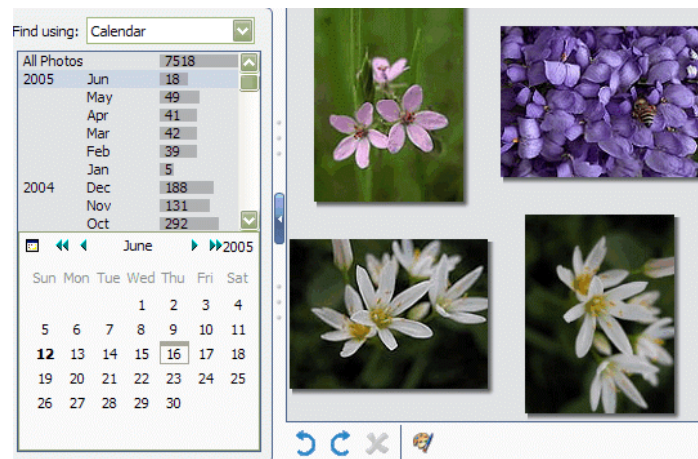 Find using: Calendar
All Photos 7518
2005 Jun 18
May 49
Apr 41
Mar 42
Feb 39
Jan 5
2004 Dec 188
Nov 131
Oct 292
June 2005
Sun Mon Tue Wed Thu Fri Sat
1 2 3 4
5 6 7 8 9 10 11
12 13 14 15 16 17 18
19 20 21 22 23 24 25
26 27 28 29 30